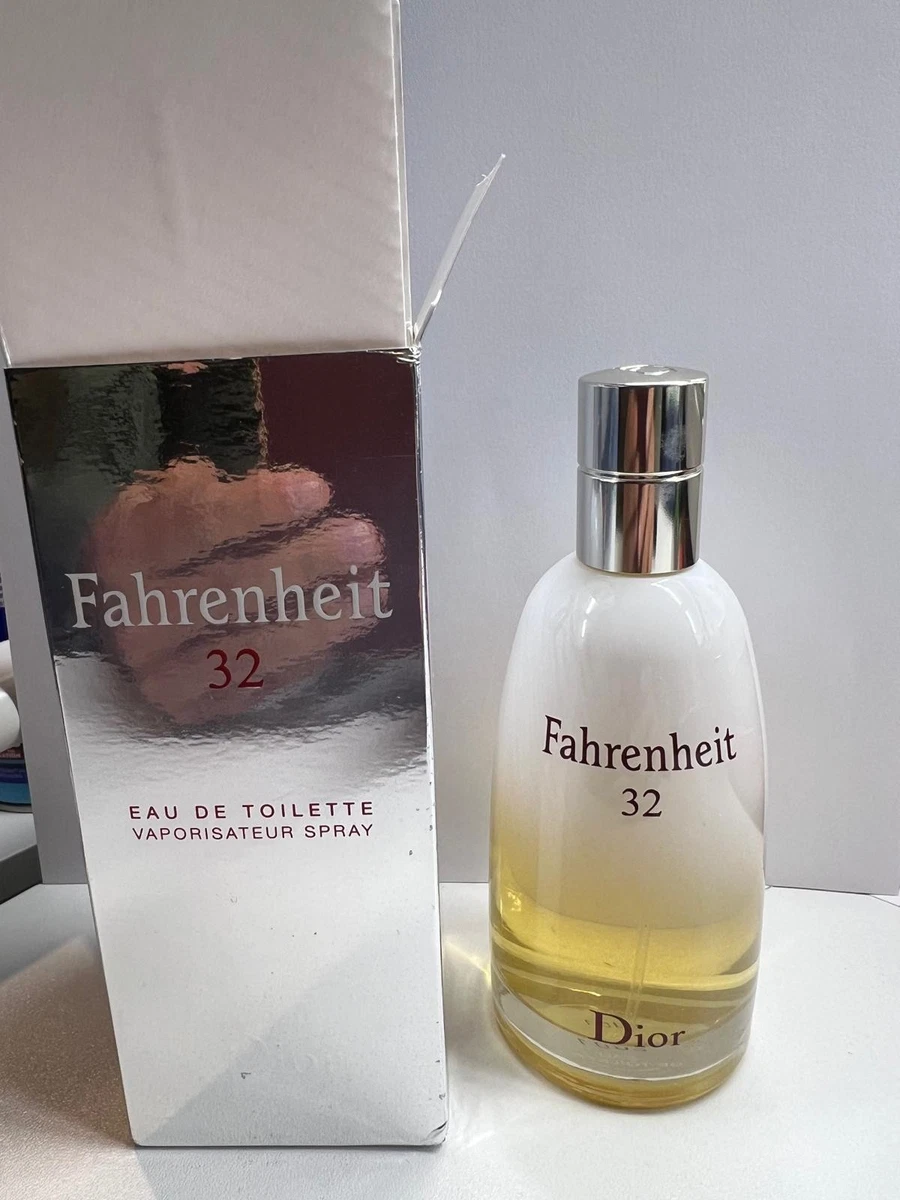 Fahrenheit
32
EAU DE TOILETTE
VAPORISATEUR SPRAY
Fahrenheit
32
Dior